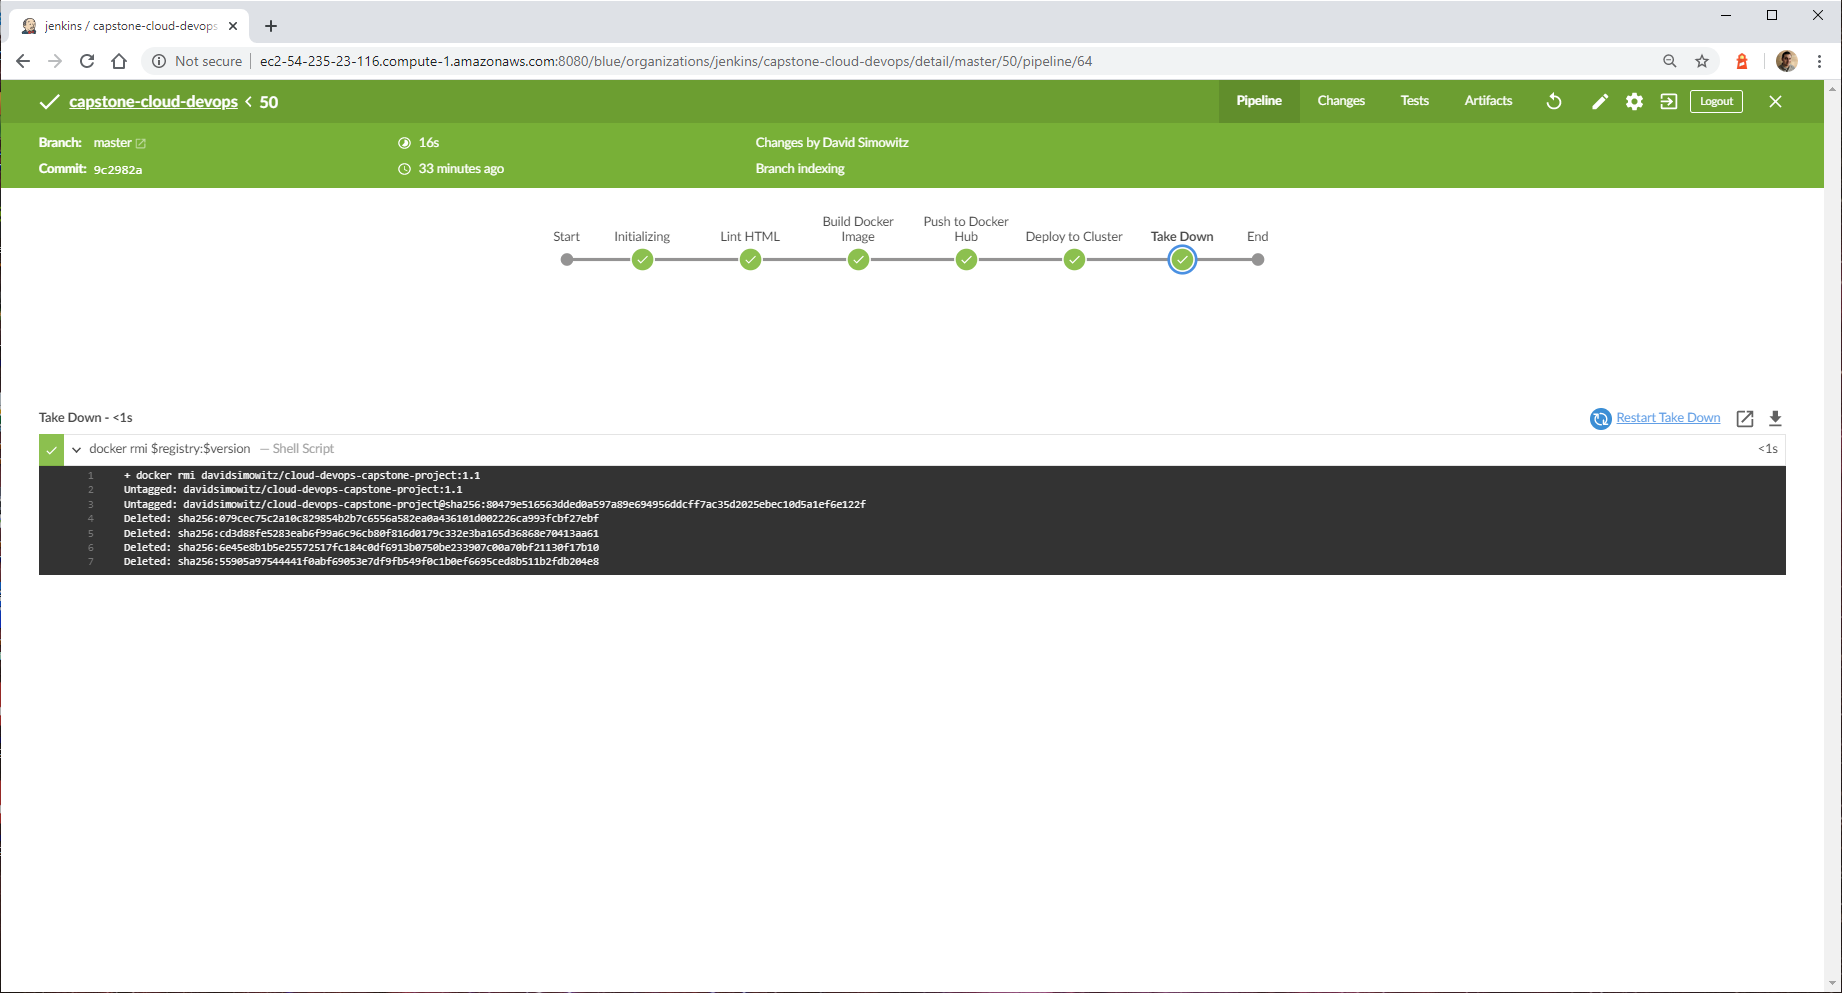 jenkins / capstone-cloud-devops
Not secure
ec2-54-235-23-116.compute-1.amazonaws.com:8080/blue/organizations/jenkins/capstone-cloud-devops/detail/master/50/pipeline/64
capstone-cloud-devops < 50
Pipeline Changes Tests Artifacts Logout
Branch: master 16s Changes by David Simowitz
Commit: 9c2982a 33 minutes ago Branch indexing
Start Initializing Lint HTML Build Docker Image Push to Docker Hub Deploy to Cluster Take Down End
Take Down - <1s Restart Take Down
docker rmi $registry:$version — Shell Script <1s
1 + docker rmi davidsimowitz/cloud-devops-capstone-project:1.1
2 Untagged: davidsimowitz/cloud-devops-capstone-project:1.1
3 Untagged: davidsimowitz/cloud-devops-capstone-project@sha256:80479e516563dded0a597a89e694956ddcff7ac35d2025ebec10d5a1ef6e122f
4 Deleted: sha256:079cec75c2a10c829854b2b7c6556a582ea0a436101d002226ca993fcbf27ebf
5 Deleted: sha256:cd3d88fe5283eab6f99a6c96cb80f816d0179c332e3ba165d36868e70413aa61
6 Deleted: sha256:6e45e8b1b5e25572517fc184c0df6913b0750be233907c00a70bf21130f17b10
7 Deleted: sha256:55905a97544441f0abf69053e7df9fb549f0c1b0ef6695ced8b511b2fdb204e8